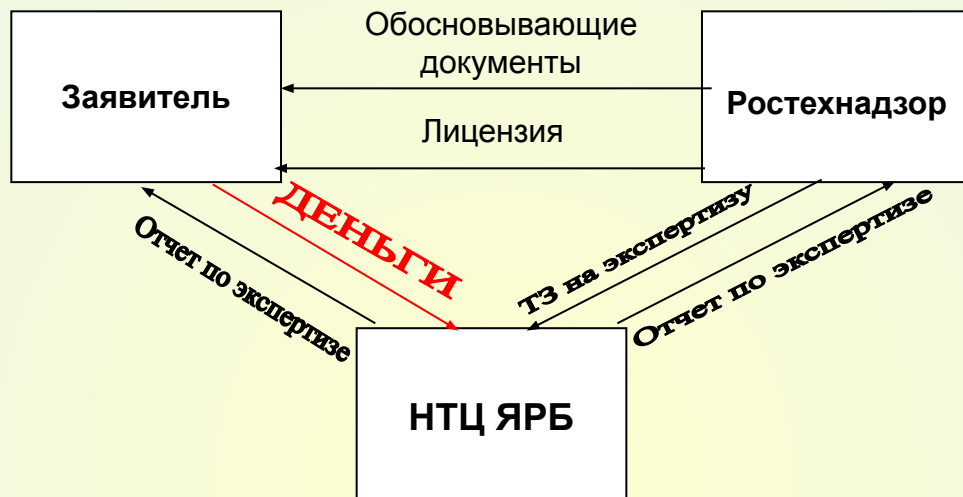 Обосновывающие
документы
Заявитель
Ростехнадзор
Лицензия
ДЕНЬГИ
Отчет по экспертизе
ТЗ на экспертизу
Отчет по экспертизе
НТЦ ЯРБ